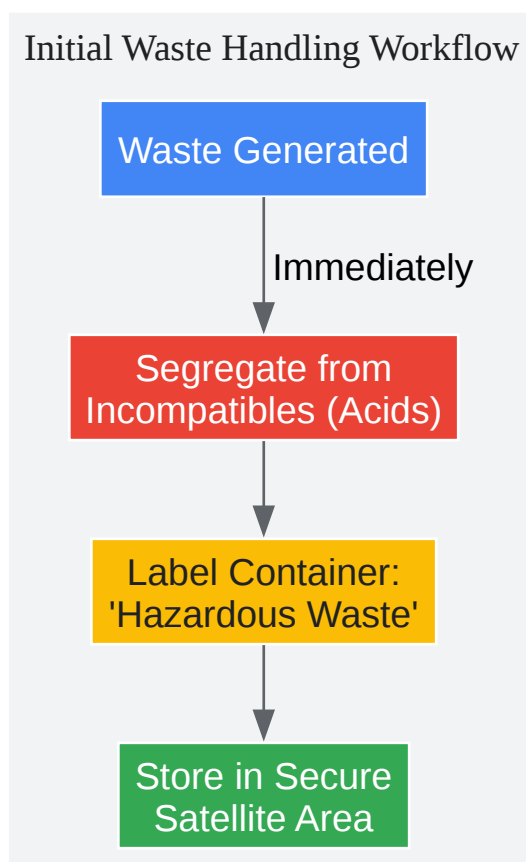 Initial Waste Handling Workflow
Waste Generated
Immediately
Segregate from
Incompatibles (Acids)
Label Container:
'Hazardous Waste'
Store in Secure
Satellite Area